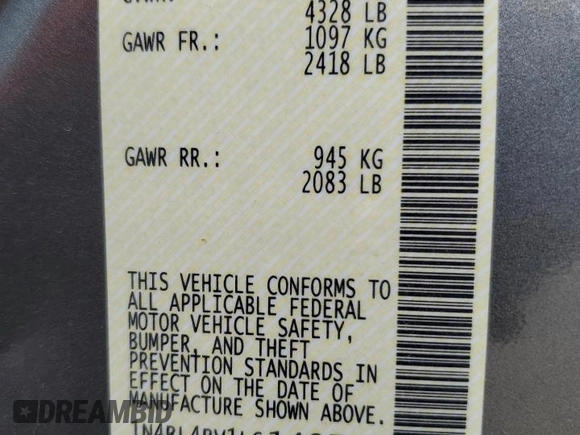 4328 LB
GAWR FR.: 1097 KG
2418 LB
GAWR RR.: 945 KG
2083 LB
THIS VEHICLE CONFORMS TO
ALL APPLICABLE FEDERAL
MOTOR VEHICLE SAFETY,
BUMPER, AND THEFT
PREVENTION STANDARDS IN
EFFECT ON THE DATE OF
MANUFACTURE SHOWN ABOVE.
DREAMBID